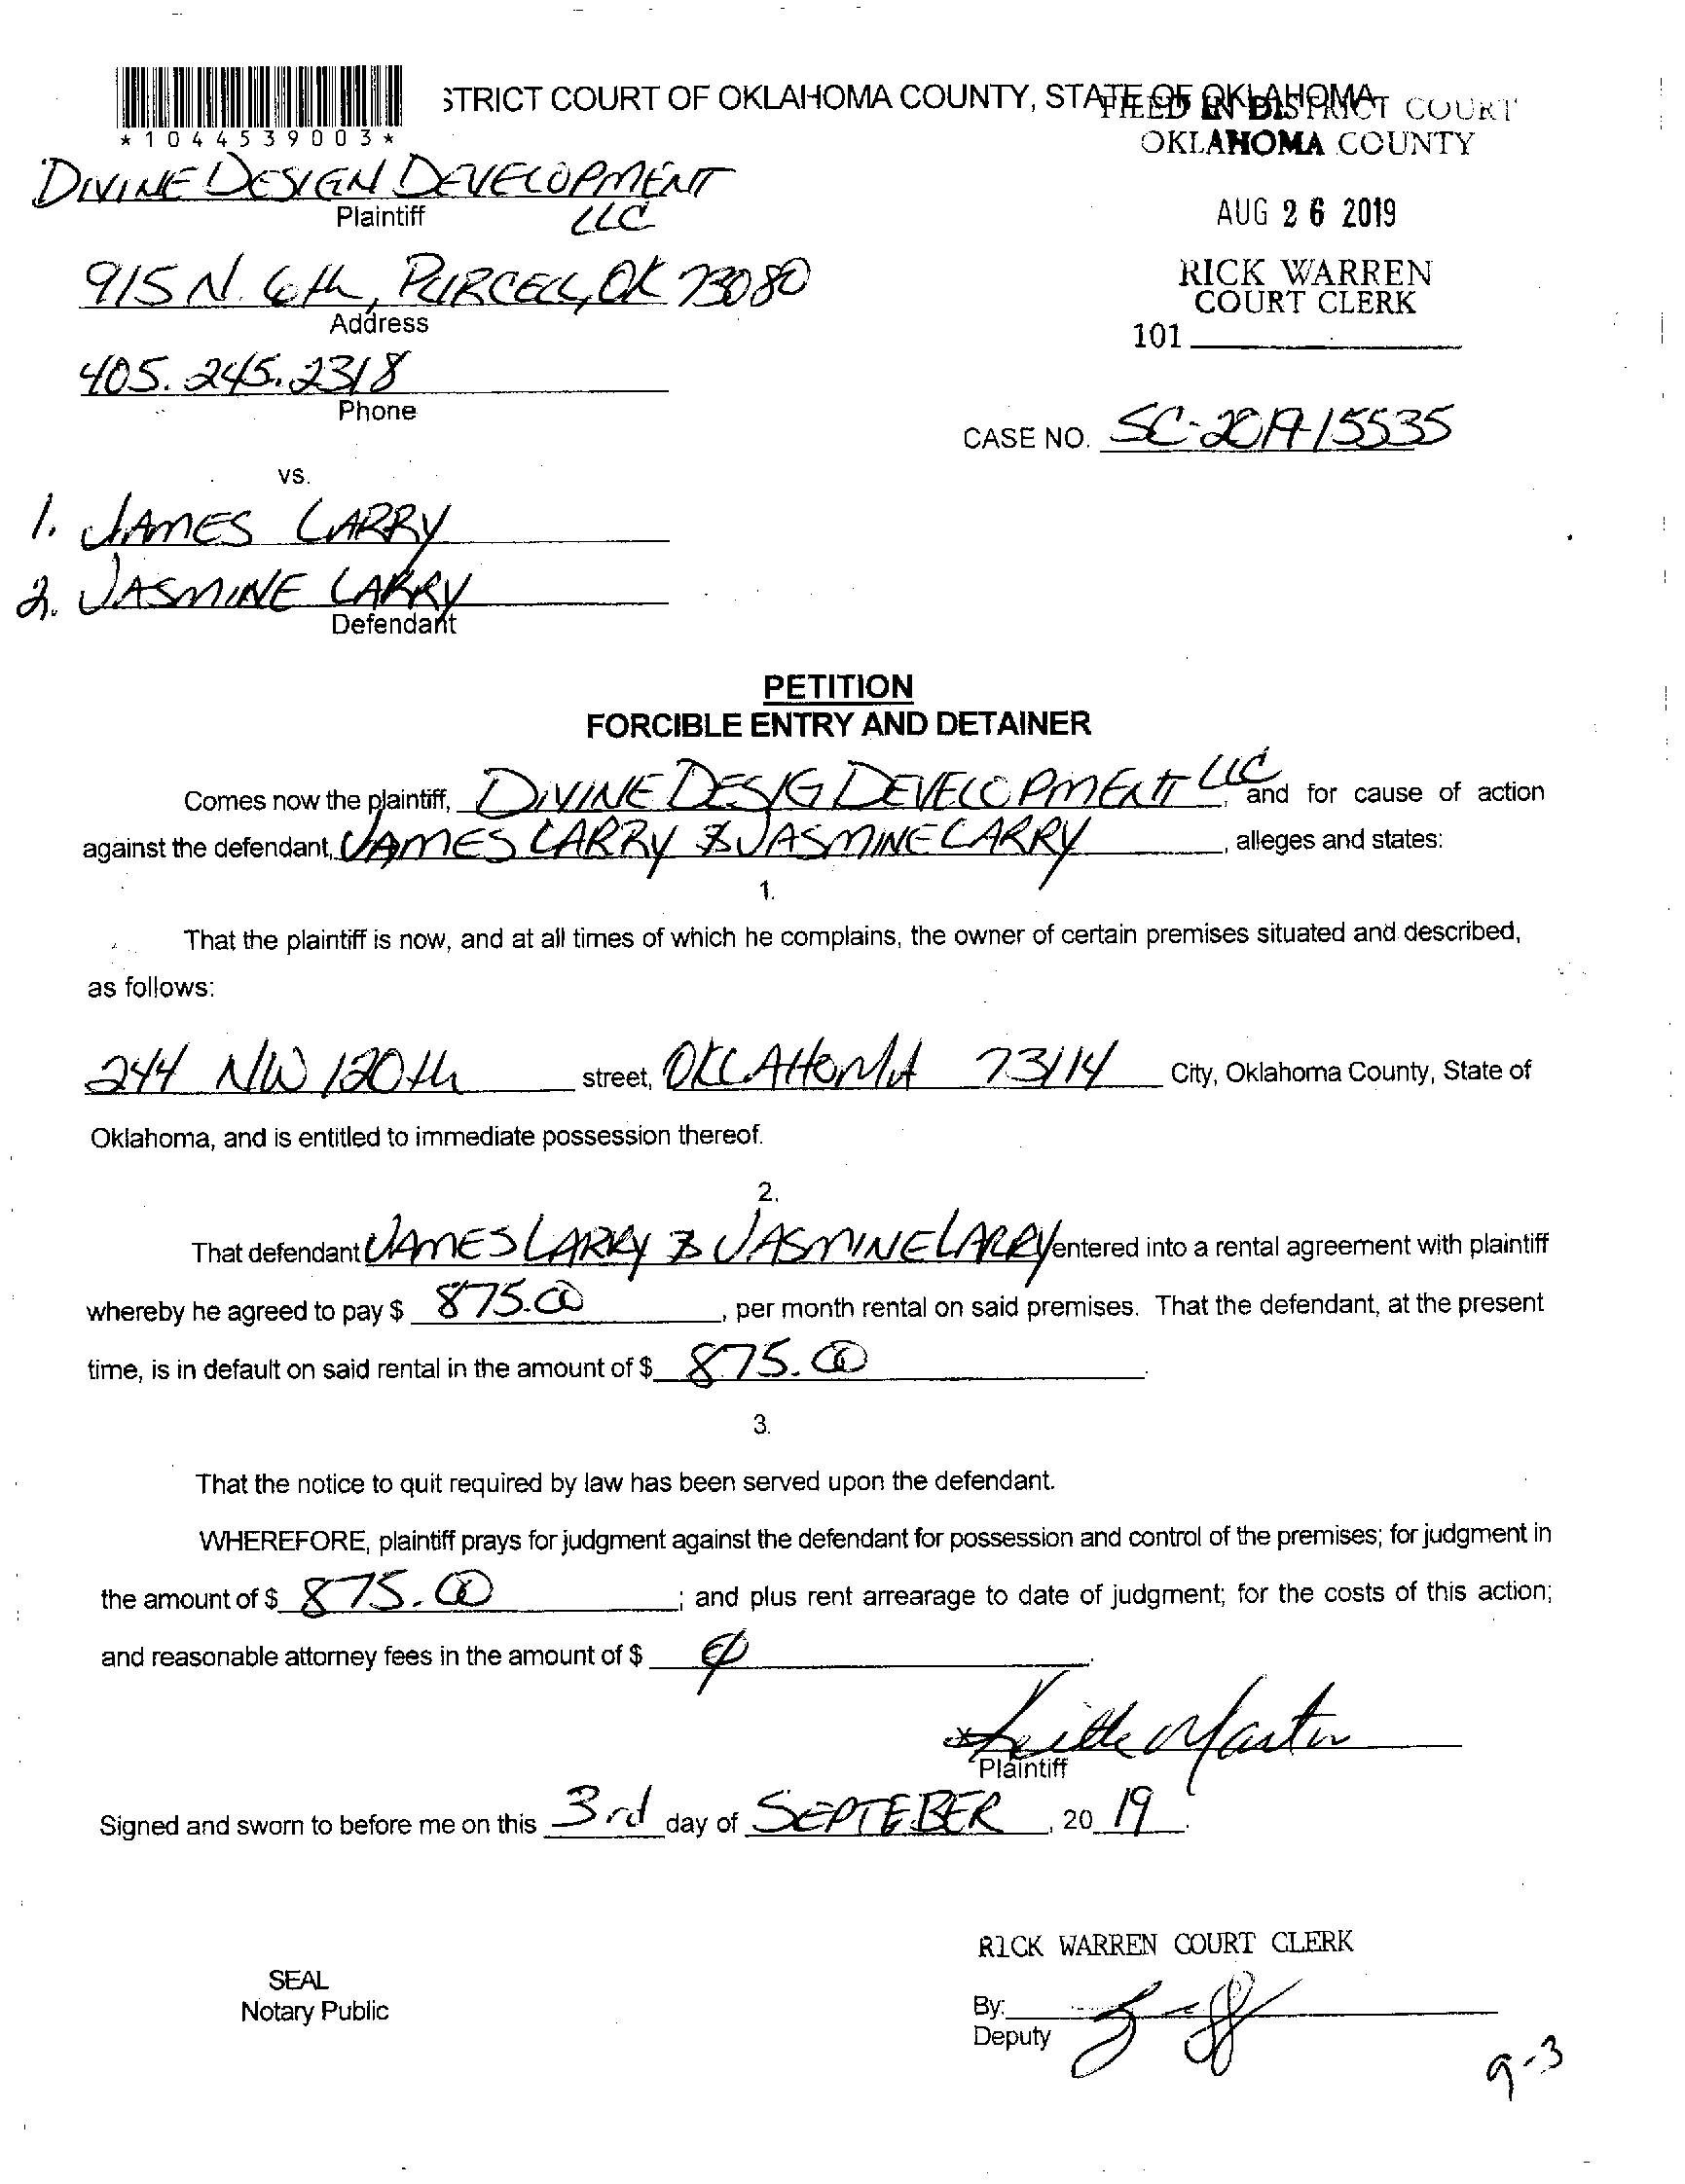 STRICT COURT OF OKLAHOMA COUNTY, STATE OF OKLAHOMA
FILED IN DISTRICT COURT
OKLAHOMA COUNTY
*1044539003*
DIVINE DESIGN DEVELOPMENT
Plaintiff LLC
AUG 26 2019
915 N. 6th, PURCELL, OK 73080
Address
RICK WARREN
COURT CLERK
101
405.245.2318
Phone
CASE NO. SC-2019-15535
VS.
1. JAMES LARRY
2. JASMINE LARRY
Defendant
PETITION
FORCIBLE ENTRY AND DETAINER
Comes now the plaintiff, DIVINE DESIG DEVELOPMENT LLC, and for cause of action
against the defendant, JAMES LARRY & JASMINE LARRY, alleges and states:
1.
That the plaintiff is now, and at all times of which he complains, the owner of certain premises situated and described,
as follows:
244 NW 120th street, OKLAHOMA 73114 City, Oklahoma County, State of
Oklahoma, and is entitled to immediate possession thereof.
2.
That defendant JAMES LARRY & JASMINE LARRY entered into a rental agreement with plaintiff
whereby he agreed to pay $ 875.00, per month rental on said premises. That the defendant, at the present
time, is in default on said rental in the amount of $ 875.00.
3.
That the notice to quit required by law has been served upon the defendant.
WHEREFORE, plaintiff prays for judgment against the defendant for possession and control of the premises; for judgment in
the amount of $ 875.00; and plus rent arrearage to date of judgment; for the costs of this action;
and reasonable attorney fees in the amount of $ φ.
x Keith Martin
Plaintiff
Signed and sworn to before me on this 3rd day of SEPTEBER, 20 19.
RICK WARREN COURT CLERK
SEAL
Notary Public
By:
Deputy
9-3